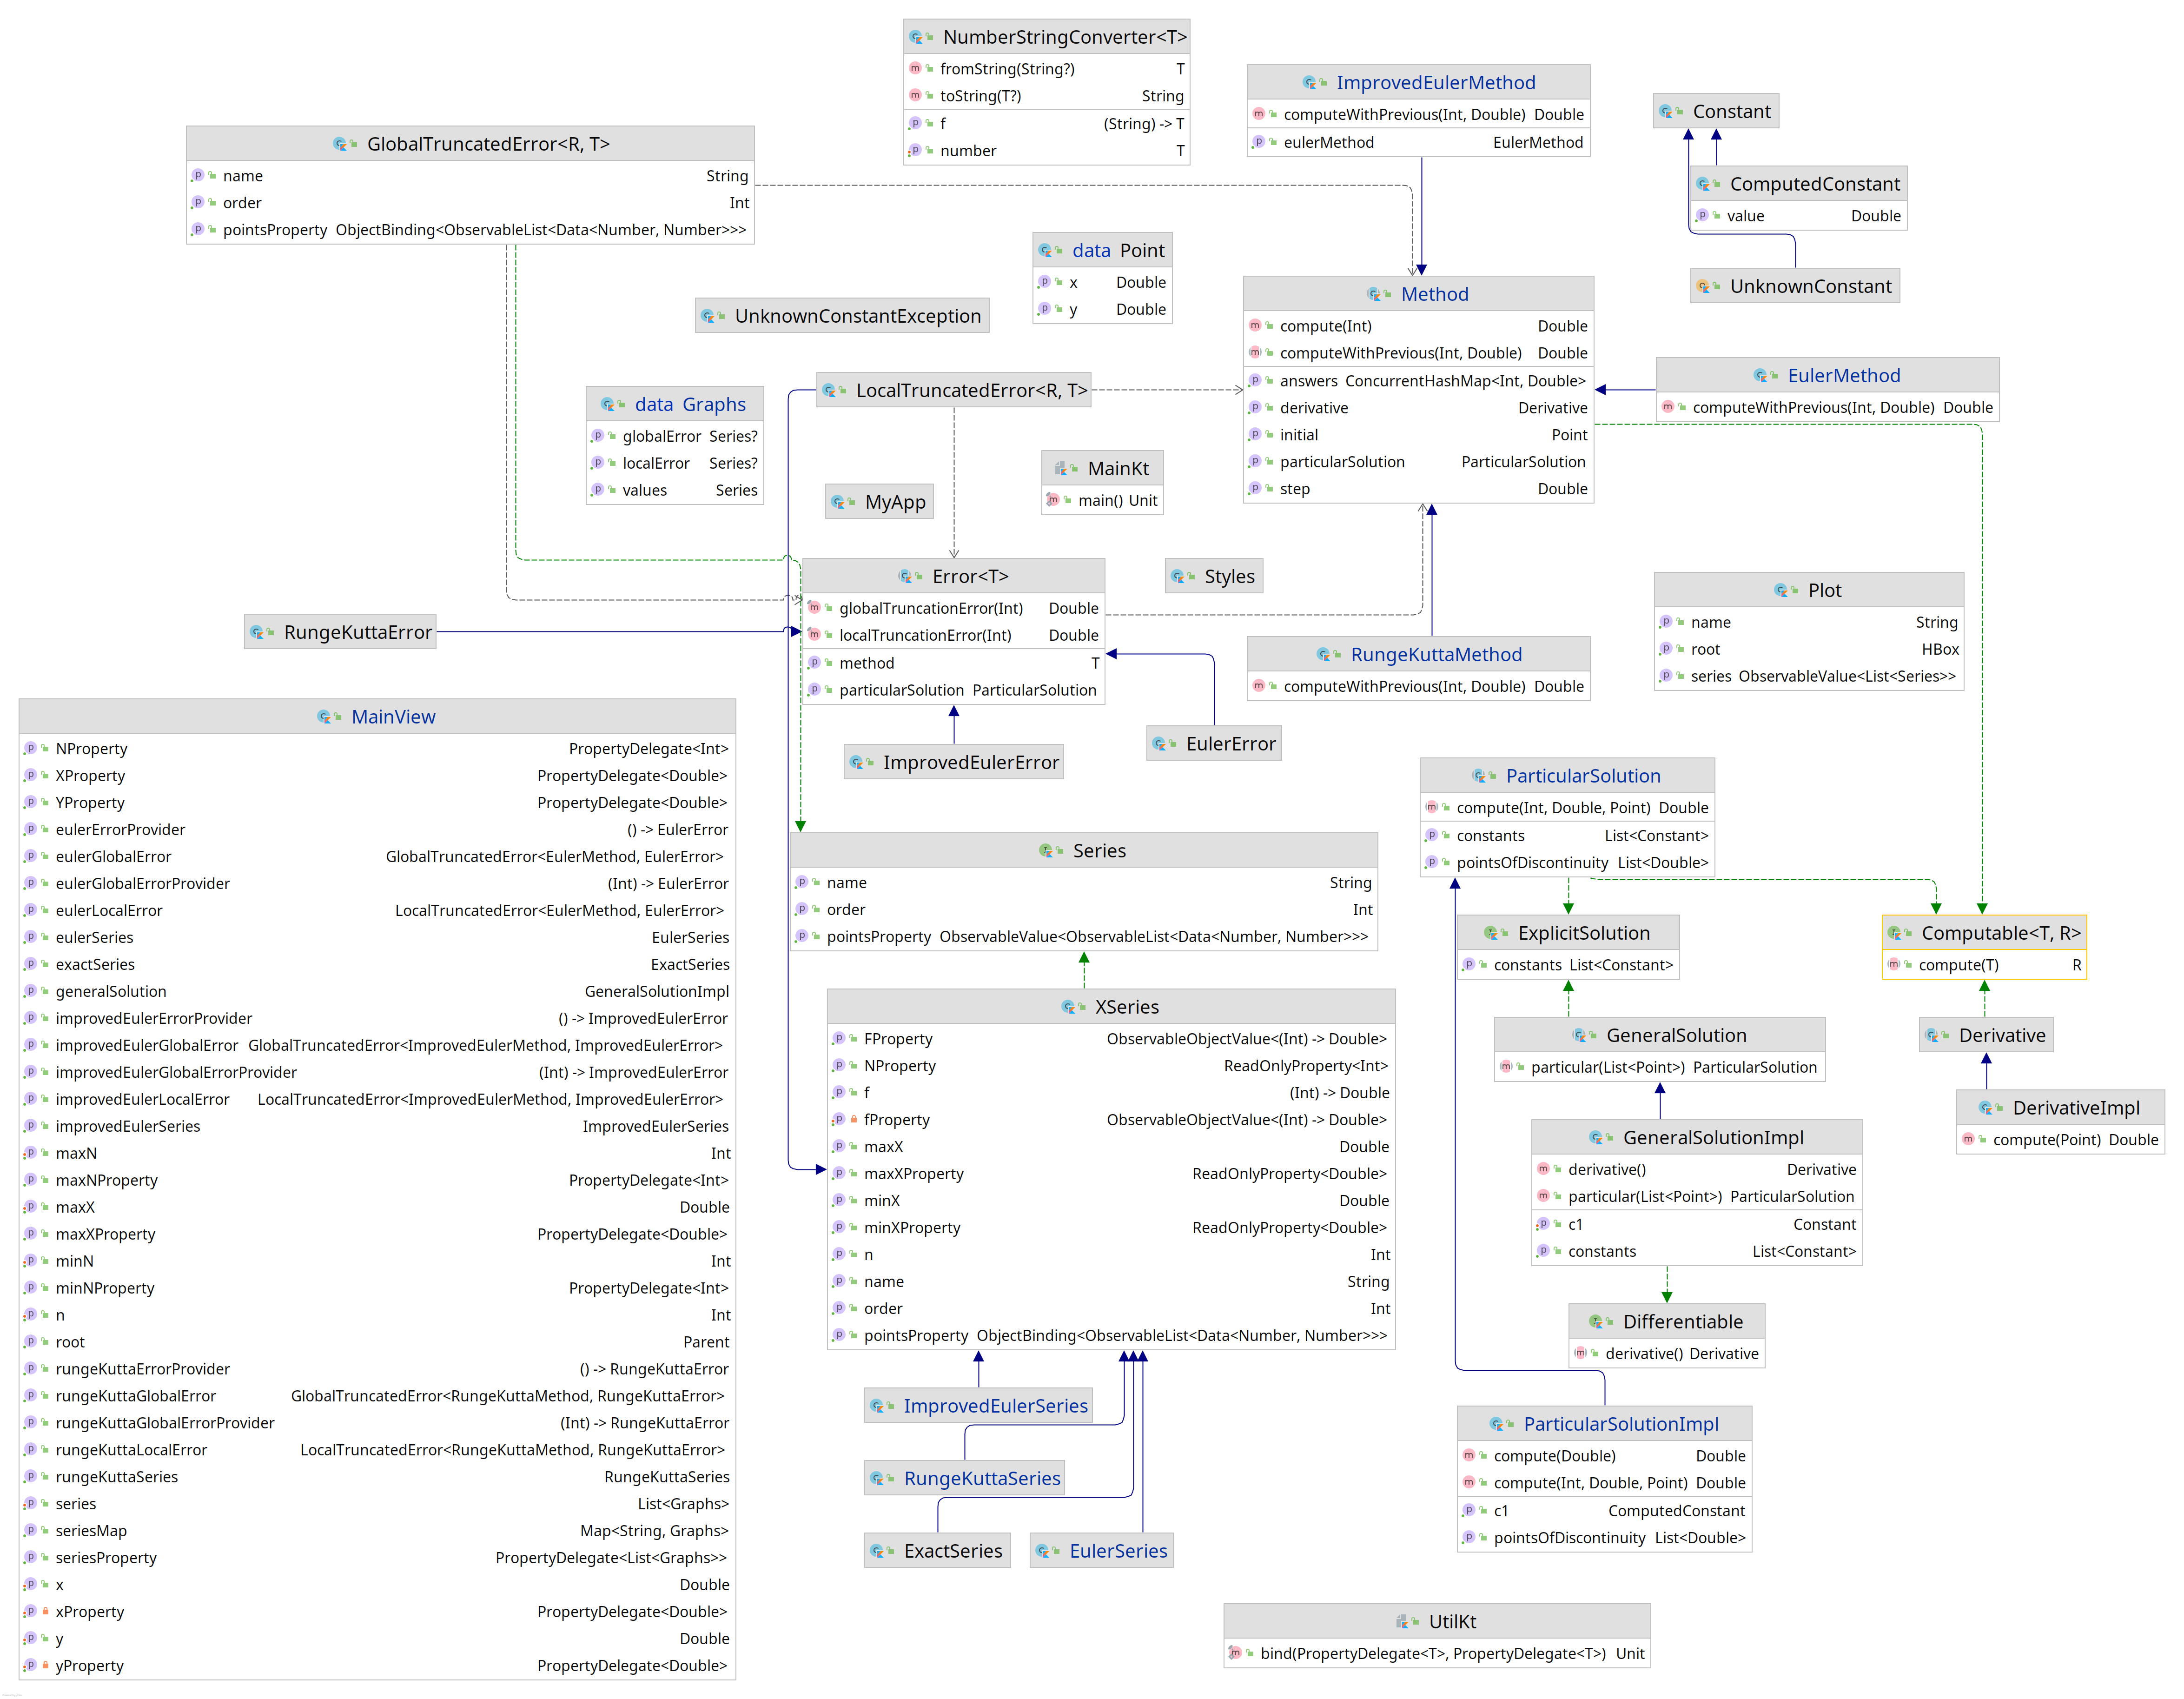 NumberStringConverter<T>
fromString(String?) T
toString(T?) String
f (String) -> T
number T
ImprovedEulerMethod
computeWithPrevious(Int, Double) Double
eulerMethod EulerMethod
Constant
ComputedConstant
value Double
UnknownConstant
GlobalTruncatedError<R, T>
name String
order Int
pointsProperty ObjectBinding<ObservableList<Data<Number, Number>>>
data Point
x Double
y Double
UnknownConstantException
Method
compute(Int) Double
computeWithPrevious(Int, Double) Double
answers ConcurrentHashMap<Int, Double>
derivative Derivative
initial Point
particularSolution ParticularSolution
step Double
EulerMethod
computeWithPrevious(Int, Double) Double
LocalTruncatedError<R, T>
data Graphs
globalError Series?
localError Series?
values Series
MainKt
main() Unit
MyApp
Error<T>
globalTruncationError(Int) Double
localTruncationError(Int) Double
method T
particularSolution ParticularSolution
Styles
Plot
name String
root HBox
series ObservableValue<List<Series>>
RungeKuttaError
RungeKuttaMethod
computeWithPrevious(Int, Double) Double
EulerError
ImprovedEulerError
MainView
NProperty PropertyDelegate<Int>
XProperty PropertyDelegate<Double>
YProperty PropertyDelegate<Double>
eulerErrorProvider () -> EulerError
eulerGlobalError GlobalTruncatedError<EulerMethod, EulerError>
eulerGlobalErrorProvider (Int) -> EulerError
eulerLocalError LocalTruncatedError<EulerMethod, EulerError>
eulerSeries EulerSeries
exactSeries ExactSeries
generalSolution GeneralSolutionImpl
improvedEulerErrorProvider () -> ImprovedEulerError
improvedEulerGlobalError GlobalTruncatedError<ImprovedEulerMethod, ImprovedEulerError>
improvedEulerGlobalErrorProvider (Int) -> ImprovedEulerError
improvedEulerLocalError LocalTruncatedError<ImprovedEulerMethod, ImprovedEulerError>
improvedEulerSeries ImprovedEulerSeries
maxN Int
maxNProperty PropertyDelegate<Int>
maxX Double
maxXProperty PropertyDelegate<Double>
minN Int
minNProperty PropertyDelegate<Int>
n Int
root Parent
rungeKuttaErrorProvider () -> RungeKuttaError
rungeKuttaGlobalError GlobalTruncatedError<RungeKuttaMethod, RungeKuttaError>
rungeKuttaGlobalErrorProvider (Int) -> RungeKuttaError
rungeKuttaLocalError LocalTruncatedError<RungeKuttaMethod, RungeKuttaError>
rungeKuttaSeries RungeKuttaSeries
series List<Graphs>
seriesMap Map<String, Graphs>
seriesProperty PropertyDelegate<List<Graphs>>
x Double
xProperty PropertyDelegate<Double>
y Double
yProperty PropertyDelegate<Double>
Series
name String
order Int
pointsProperty ObservableValue<ObservableList<Data<Number, Number>>>
XSeries
FProperty ObservableObjectValue<(Int) -> Double>
NProperty ReadOnlyProperty<Int>
f (Int) -> Double
fProperty ObservableObjectValue<(Int) -> Double>
maxX Double
maxXProperty ReadOnlyProperty<Double>
minX Double
minXProperty ReadOnlyProperty<Double>
n Int
name String
order Int
pointsProperty ObjectBinding<ObservableList<Data<Number, Number>>>
ImprovedEulerSeries
RungeKuttaSeries
ExactSeries
EulerSeries
ParticularSolution
compute(Int, Double, Point) Double
constants List<Constant>
pointsOfDiscontinuity List<Double>
ExplicitSolution
constants List<Constant>
Computable<T, R>
compute(T) R
GeneralSolution
particular(List<Point>) ParticularSolution
Derivative
DerivativeImpl
compute(Point) Double
GeneralSolutionImpl
derivative() Derivative
particular(List<Point>) ParticularSolution
c1 Constant
constants List<Constant>
Differentiable
derivative() Derivative
ParticularSolutionImpl
compute(Double) Double
compute(Int, Double, Point) Double
c1 ComputedConstant
pointsOfDiscontinuity List<Double>
UtilKt
bind(PropertyDelegate<T>, PropertyDelegate<T>) Unit